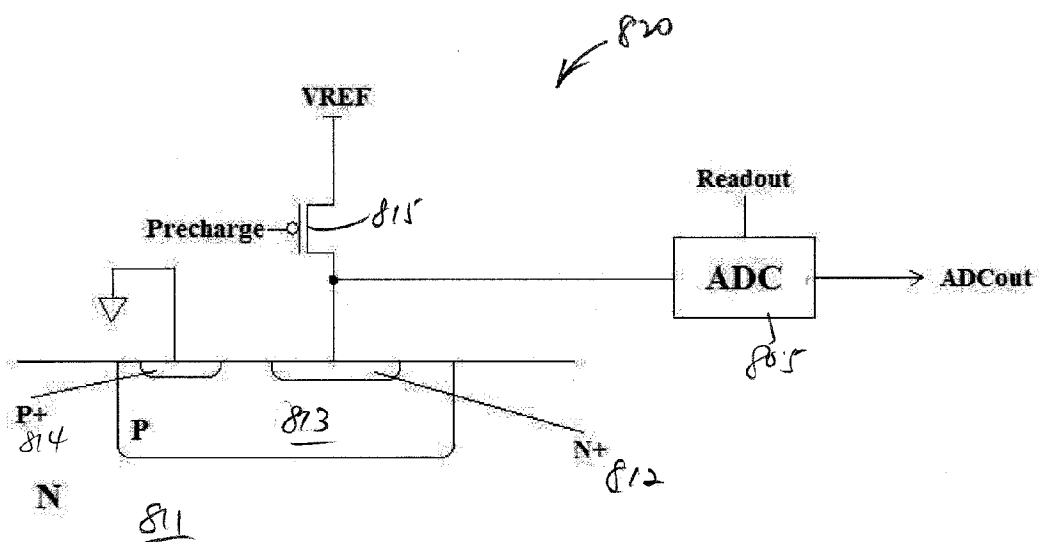 820
VREF
Readout
Precharge
815
ADC
ADCout
805
P+
814
P
813
N+
812
N
811